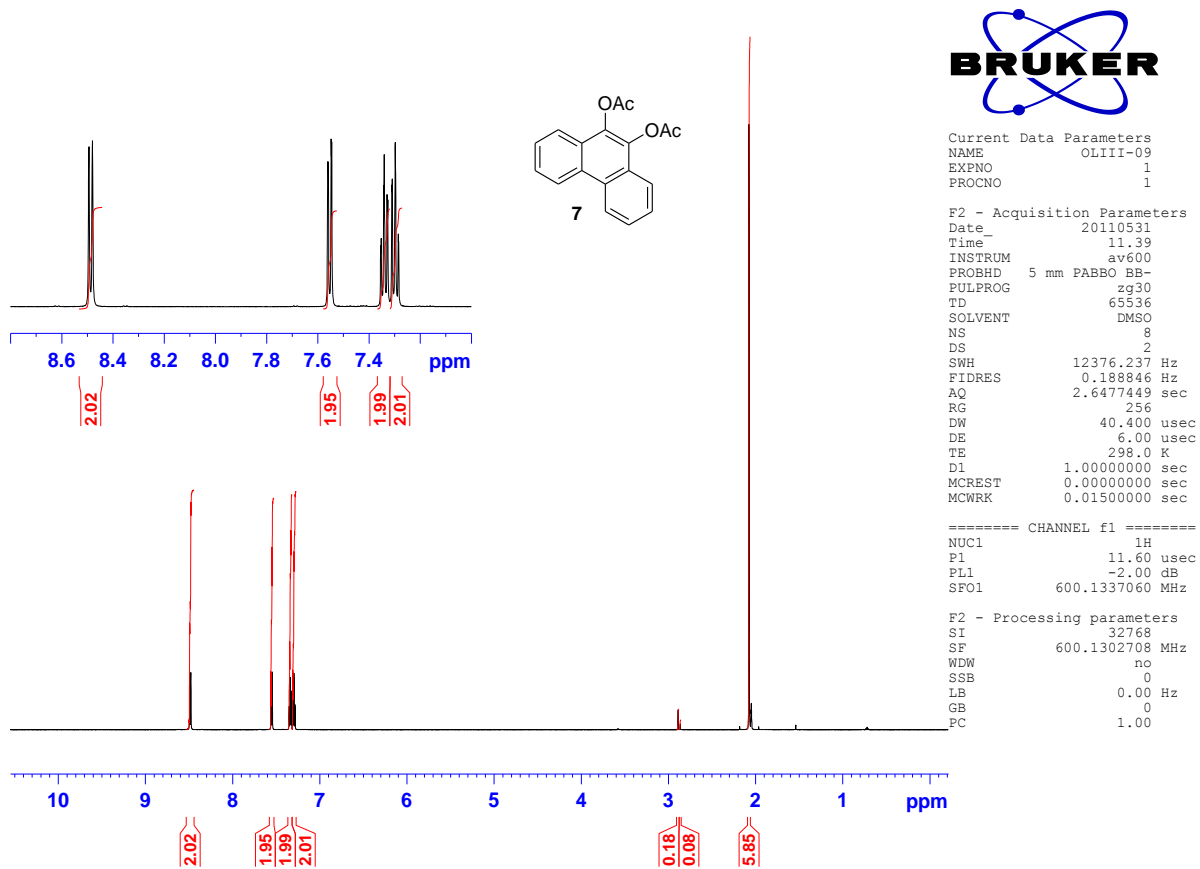 BRUKER
OAc
OAc
7
8.6 8.4 8.2 8.0 7.8 7.6 7.4 ppm
2.02 1.95 1.99 2.01
10 9 8 7 6 5 4 3 2 1 ppm
2.02 1.95 1.99 2.01 0.18 0.08 5.85
Current Data Parameters
NAME OLIII-09
EXPNO 1
PROCNO 1
F2 - Acquisition Parameters
Date_ 20110531
Time 11.39
INSTRUM av600
PROBHD 5 mm PABBO BB-
PULPROG zg30
TD 65536
SOLVENT DMSO
NS 8
DS 2
SWH 12376.237 Hz
FIDRES 0.188846 Hz
AQ 2.6477449 sec
RG 256
DW 40.400 usec
DE 6.00 usec
TE 298.0 K
D1 1.00000000 sec
MCREST 0.00000000 sec
MCWRK 0.01500000 sec
======== CHANNEL f1 ========
NUC1 1H
P1 11.60 usec
PL1 -2.00 dB
SFO1 600.1337060 MHz
F2 - Processing parameters
SI 32768
SF 600.1302708 MHz
WDW no
SSB 0
LB 0.00 Hz
GB 0
PC 1.00